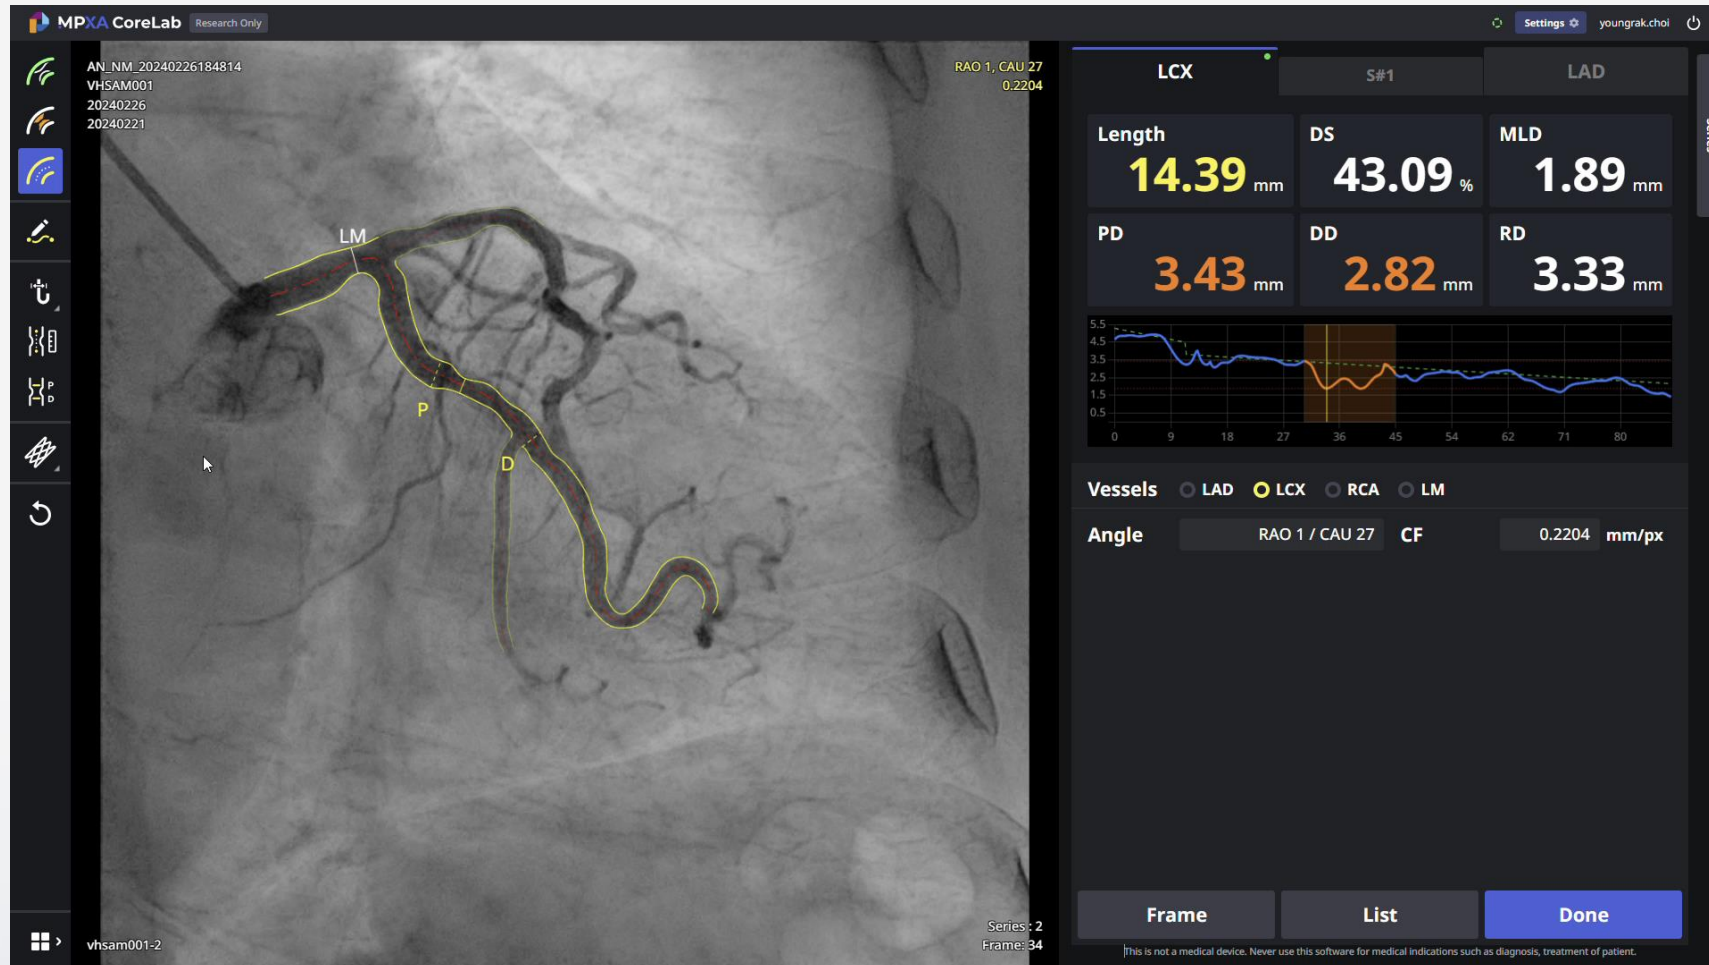 MPXA CoreLab Research Only
Settings youngrak.choi
AN_NM_20240226184814
VHSAM001
20240226
20240221
RAO 1, CAU 27
0.2204
LM
P
D
vhsam001-2
Series : 2
Frame: 34
LCX S#1 LAD
Length DS MLD
14.39 mm 43.09 % 1.89 mm
PD DD RD
3.43 mm 2.82 mm 3.33 mm
5.5
4.5
3.5
2.5
1.5
0.5
0 9 18 27 36 45 54 62 71 80
Vessels LAD LCX RCA LM
Angle RAO 1 / CAU 27 CF 0.2204 mm/px
Frame List Done
This is not a medical device. Never use this software for medical indications such as diagnosis, treatment of patient.